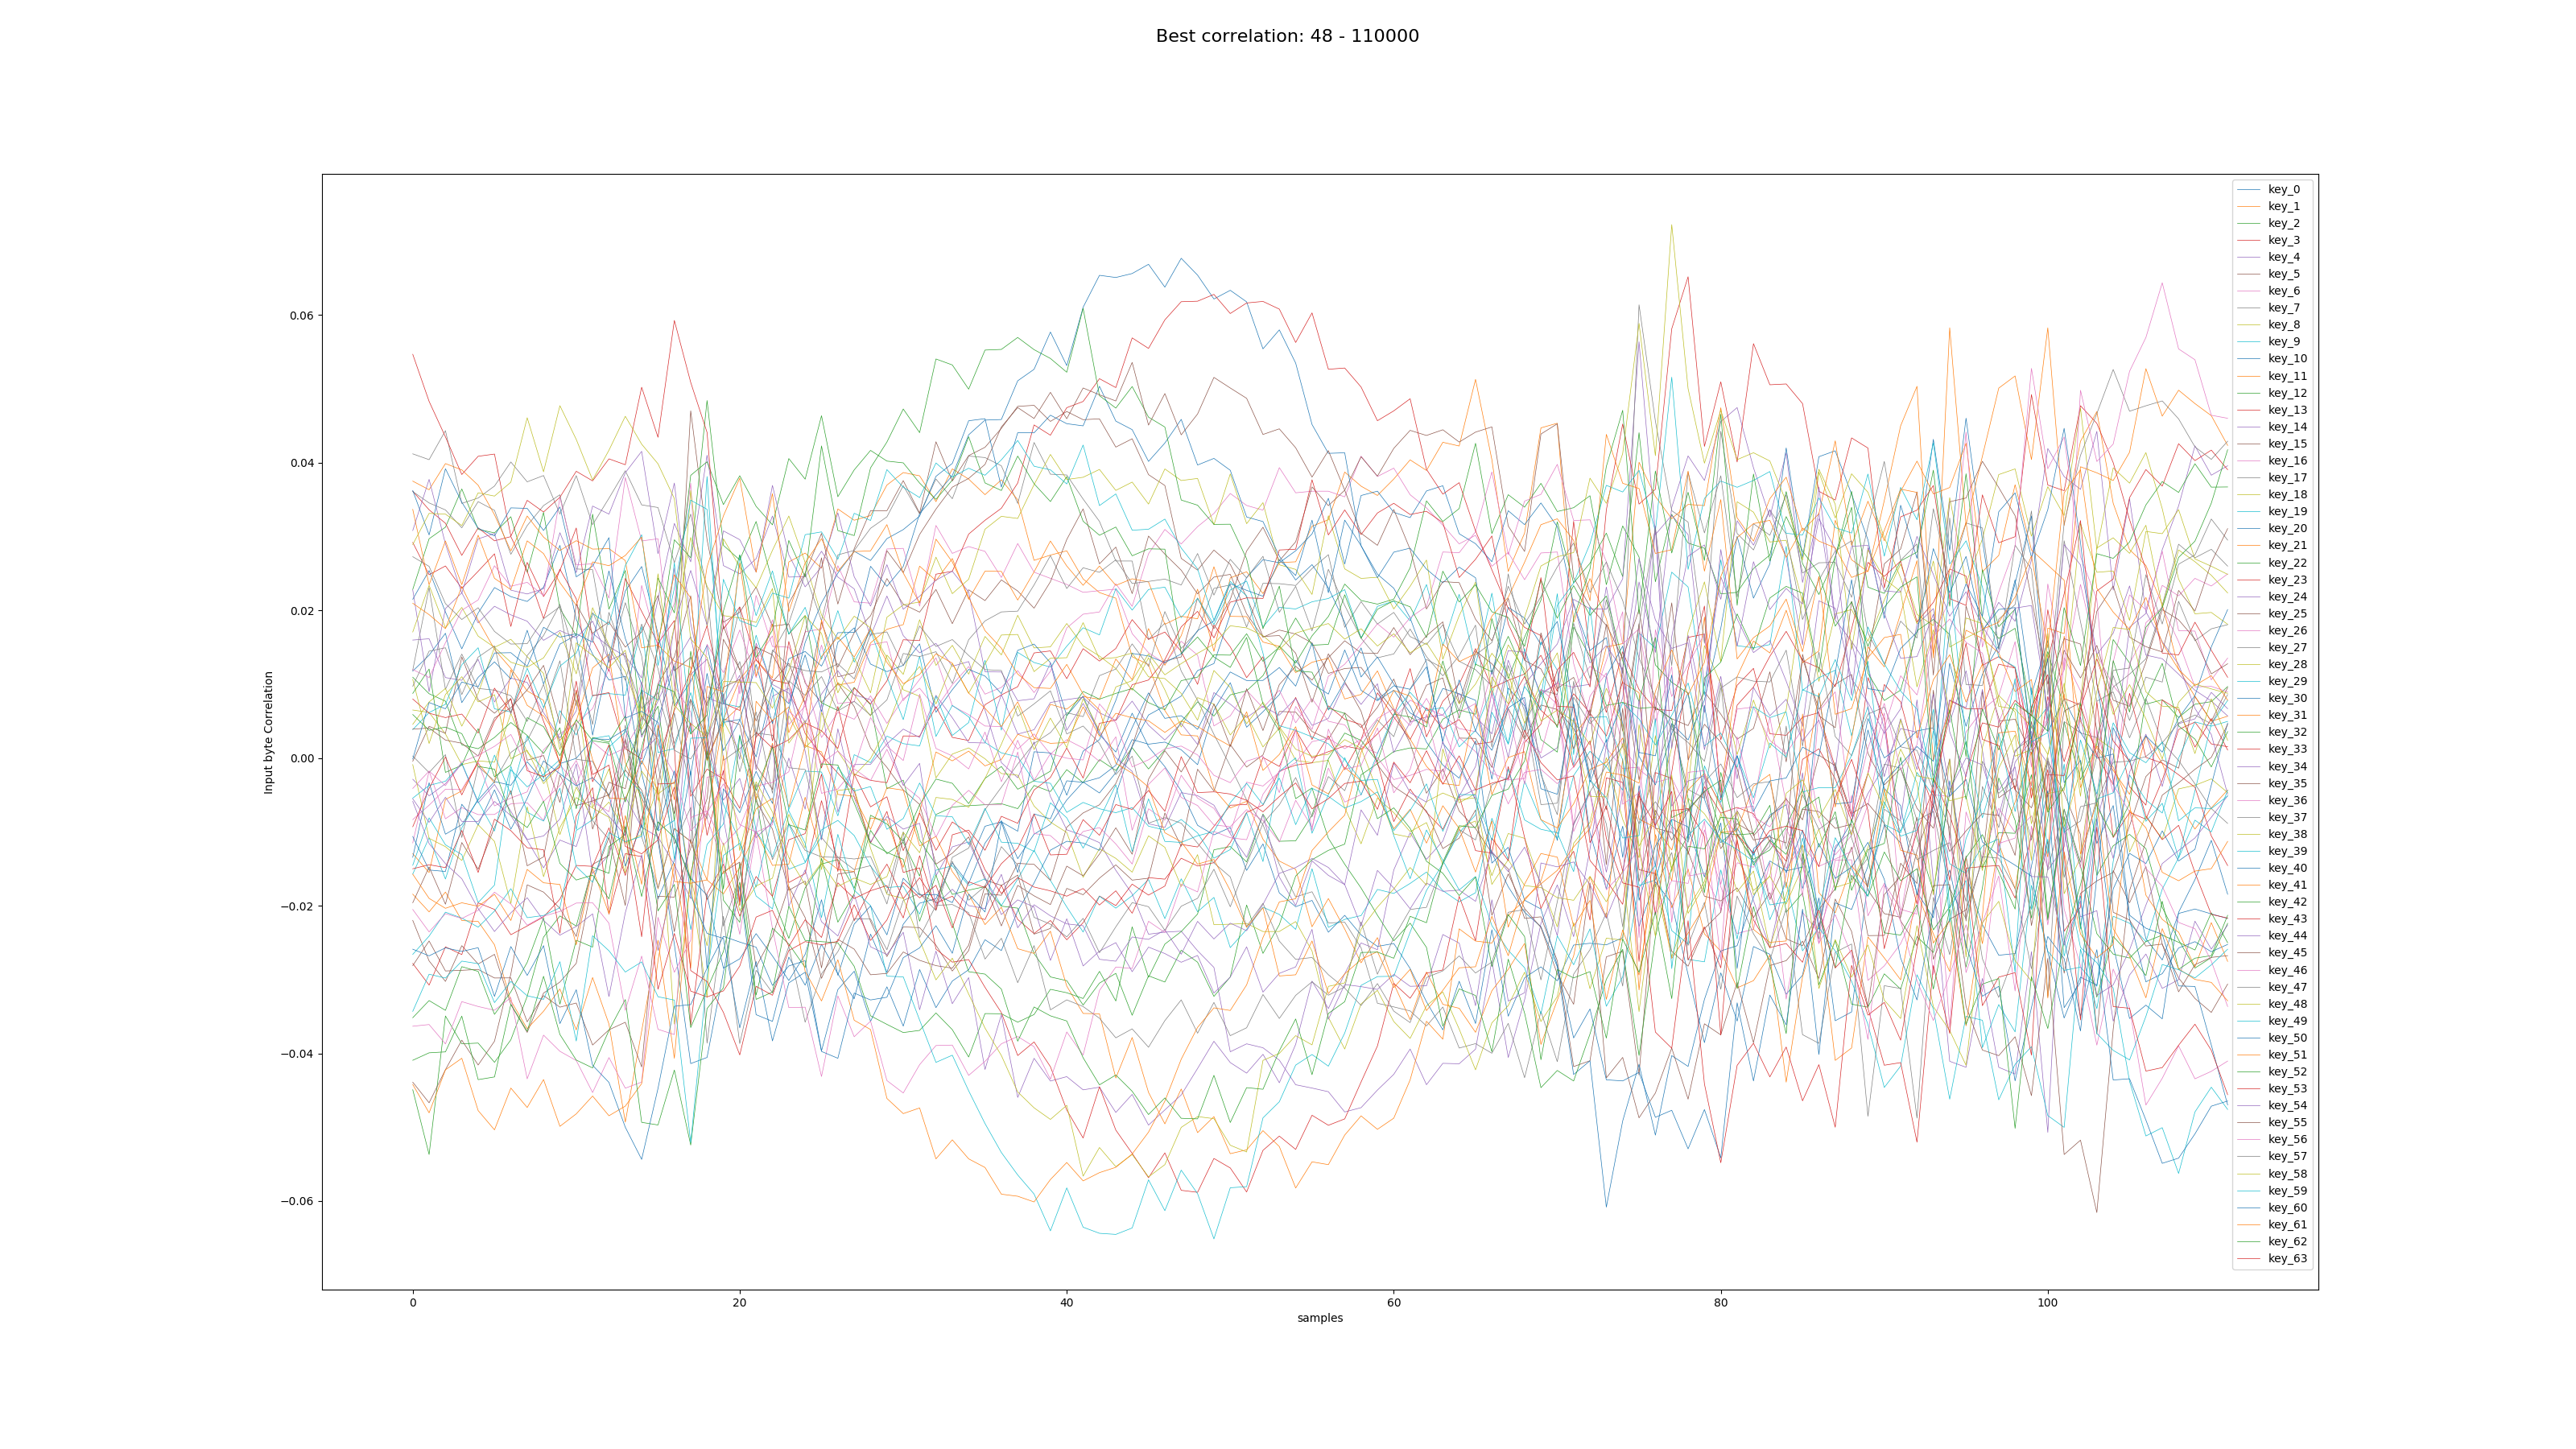 Best correlation: 48 - 110000
Input byte Correlation
0.06
0.04
0.02
0.00
−0.02
−0.04
−0.06
0
20
40
60
80
100
samples
key_0
key_1
key_2
key_3
key_4
key_5
key_6
key_7
key_8
key_9
key_10
key_11
key_12
key_13
key_14
key_15
key_16
key_17
key_18
key_19
key_20
key_21
key_22
key_23
key_24
key_25
key_26
key_27
key_28
key_29
key_30
key_31
key_32
key_33
key_34
key_35
key_36
key_37
key_38
key_39
key_40
key_41
key_42
key_43
key_44
key_45
key_46
key_47
key_48
key_49
key_50
key_51
key_52
key_53
key_54
key_55
key_56
key_57
key_58
key_59
key_60
key_61
key_62
key_63